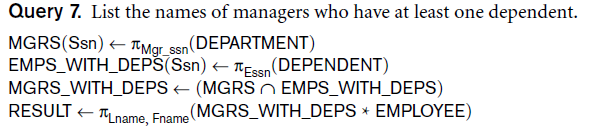 Query 7. List the names of managers who have at least one dependent.
MGRS(Ssn) ← πMgr_ssn(DEPARTMENT)
EMPS_WITH_DEPS(Ssn) ← πEssn(DEPENDENT)
MGRS_WITH_DEPS ← (MGRS ∩ EMPS_WITH_DEPS)
RESULT ← πLname, Fname(MGRS_WITH_DEPS * EMPLOYEE)